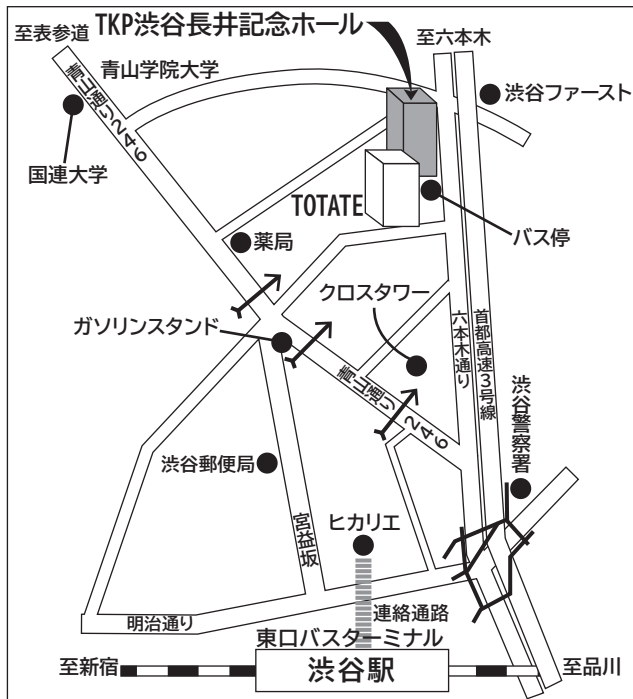 TKP渋谷長井記念ホール
至表参道
至六本木
青山学院大学
渋谷ファースト
青山通り246
国連大学
TOTATE
バス停
薬局
クロスタワー
ガソリンスタンド
六本木通り
首都高速3号線
青山通り246
渋谷警察署
渋谷郵便局
宮益坂
ヒカリエ
連絡通路
明治通り
東口バスターミナル
至新宿
渋谷駅
至品川